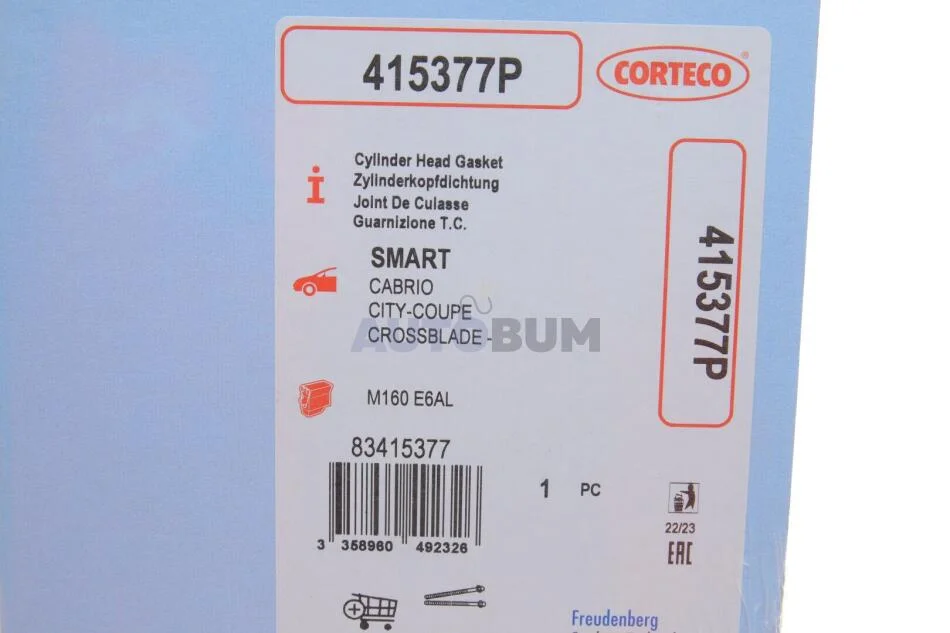 415377P
CORTECO
®
Cylinder Head Gasket
Zylinderkopfdichtung
Joint De Culasse
Guarnizione T.C.
415377P
SMART
CABRIO
CITY-COUPE
CROSSBLADE -
AUTOBUM
M160 E6AL
83415377
1 PC
3 358960 492326
22/23
EAC
Freudenberg